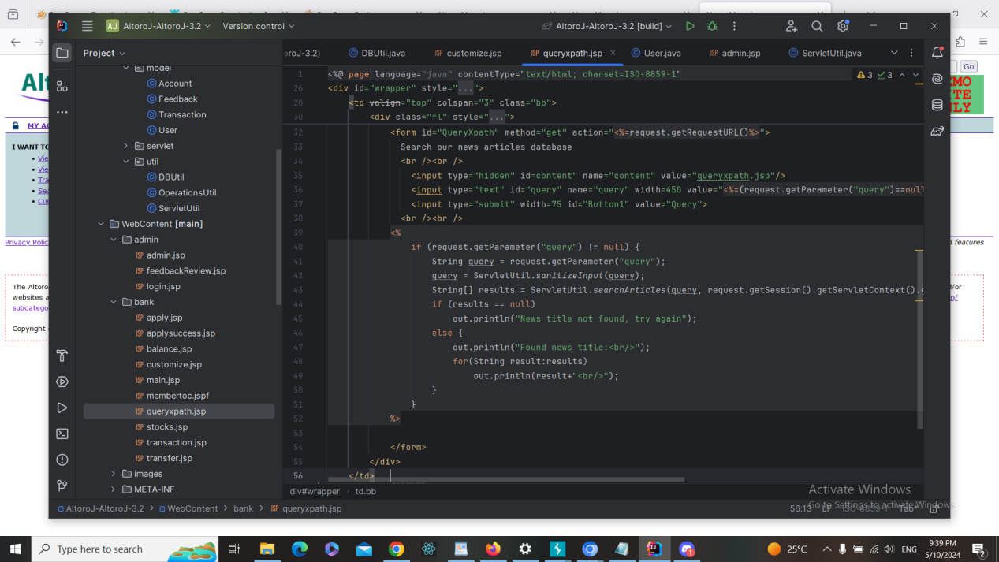 AJ AltoroJ-AltoroJ-3.2 Version control AltoroJ-AltoroJ-3.2 [build]
Project
oroJ-3.2) DBUtil.java customize.jsp queryxpath.jsp User.java admin.jsp ServletUtil.java
model
Account
Feedback
Transaction
User
servlet
util
DBUtil
OperationsUtil
ServletUtil
WebContent [main]
admin
admin.jsp
feedbackReview.jsp
login.jsp
bank
apply.jsp
applysuccess.jsp
balance.jsp
customize.jsp
main.jsp
membertoc.jspf
queryxpath.jsp
stocks.jsp
transaction.jsp
transfer.jsp
images
META-INF
3 3
1 <%@ page language="java" contentType="text/html; charset=ISO-8859-1"
26 <div id="wrapper" style="...">
28 <td valign="top" colspan="3" class="bb">
30 <div class="fl" style="...">
32 <form id="QueryXpath" method="get" action="<%=request.getRequestURL()%>">
33 Search our news articles database
34 <br /><br />
35 <input type="hidden" id=content" name="content" value="queryxpath.jsp"/>
36 <input type="text" id="query" name="query" width=450 value="<%=(request.getParameter("query")==null
37 <input type="submit" width=75 id="Button1" value="Query">
38 <br /><br />
39 <%
40 if (request.getParameter("query") != null) {
41 String query = request.getParameter("query");
42 query = ServletUtil.sanitizeInput(query);
43 String[] results = ServletUtil.searchArticles(query, request.getSession().getServletContext().g
44 if (results == null)
45 out.println("News title not found, try again");
46 else {
47 out.println("Found news title:<br/>");
48 for(String result:results)
49 out.println(result+"<br/>");
50 }
51 }
52 %>
53
54 </form>
55 </div>
56 </td>
div#wrapper › td.bb
AltoroJ-AltoroJ-3.2 > WebContent > bank > queryxpath.jsp
56:13 LF ISO-8859-1 Tab*
Activate Windows
Go to Settings to activate Windows.
Alt
MY AC
I WANT TO
Vie
Vie
Tra
Sea
Cus
Privacy Polic
The Altoro
websites a
subcatego
Copyright
Go
EMO
ITE
NLY
d features
d/or
n/
Type here to search
25°C
ENG
9:39 PM
5/10/2024
2
1